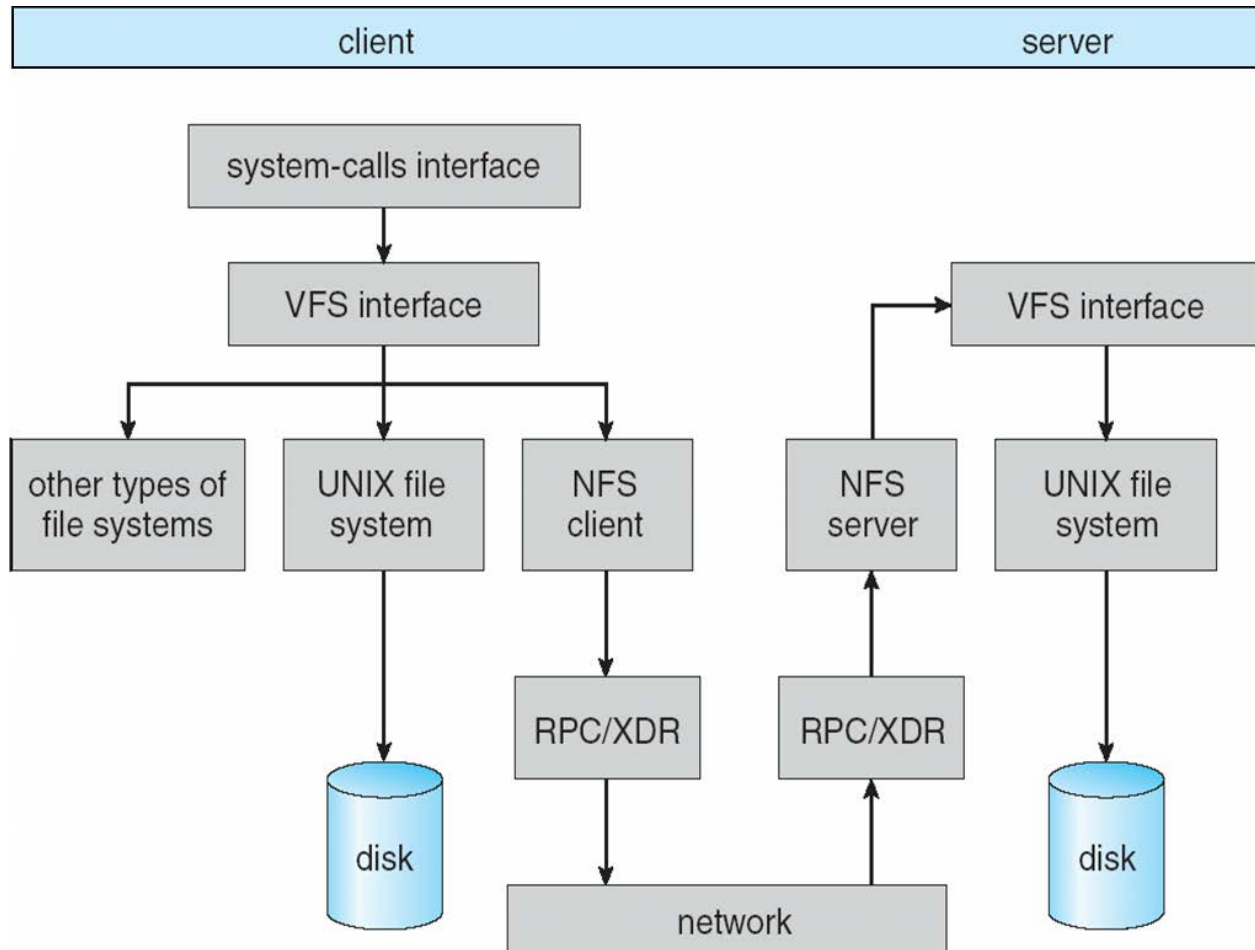 client
server
system-calls interface
VFS interface
VFS interface
other types of
file systems
UNIX file
system
NFS
client
NFS
server
UNIX file
system
RPC/XDR
RPC/XDR
disk
disk
network